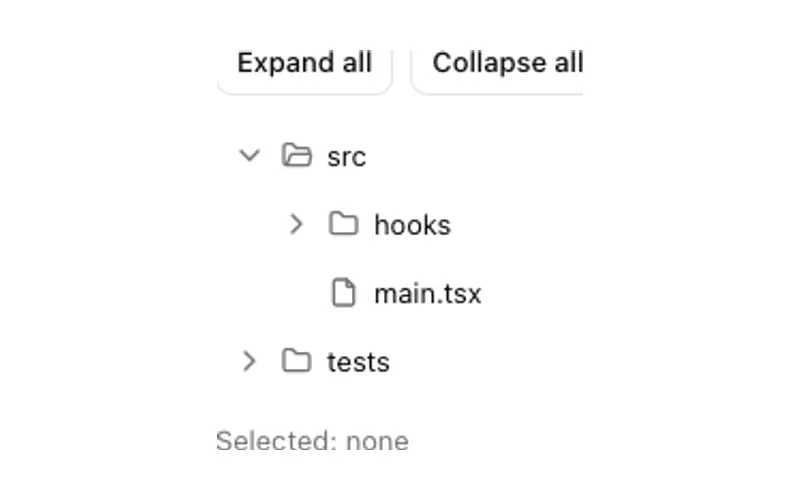 Expand all Collapse all
src
hooks
main.tsx
tests
Selected: none